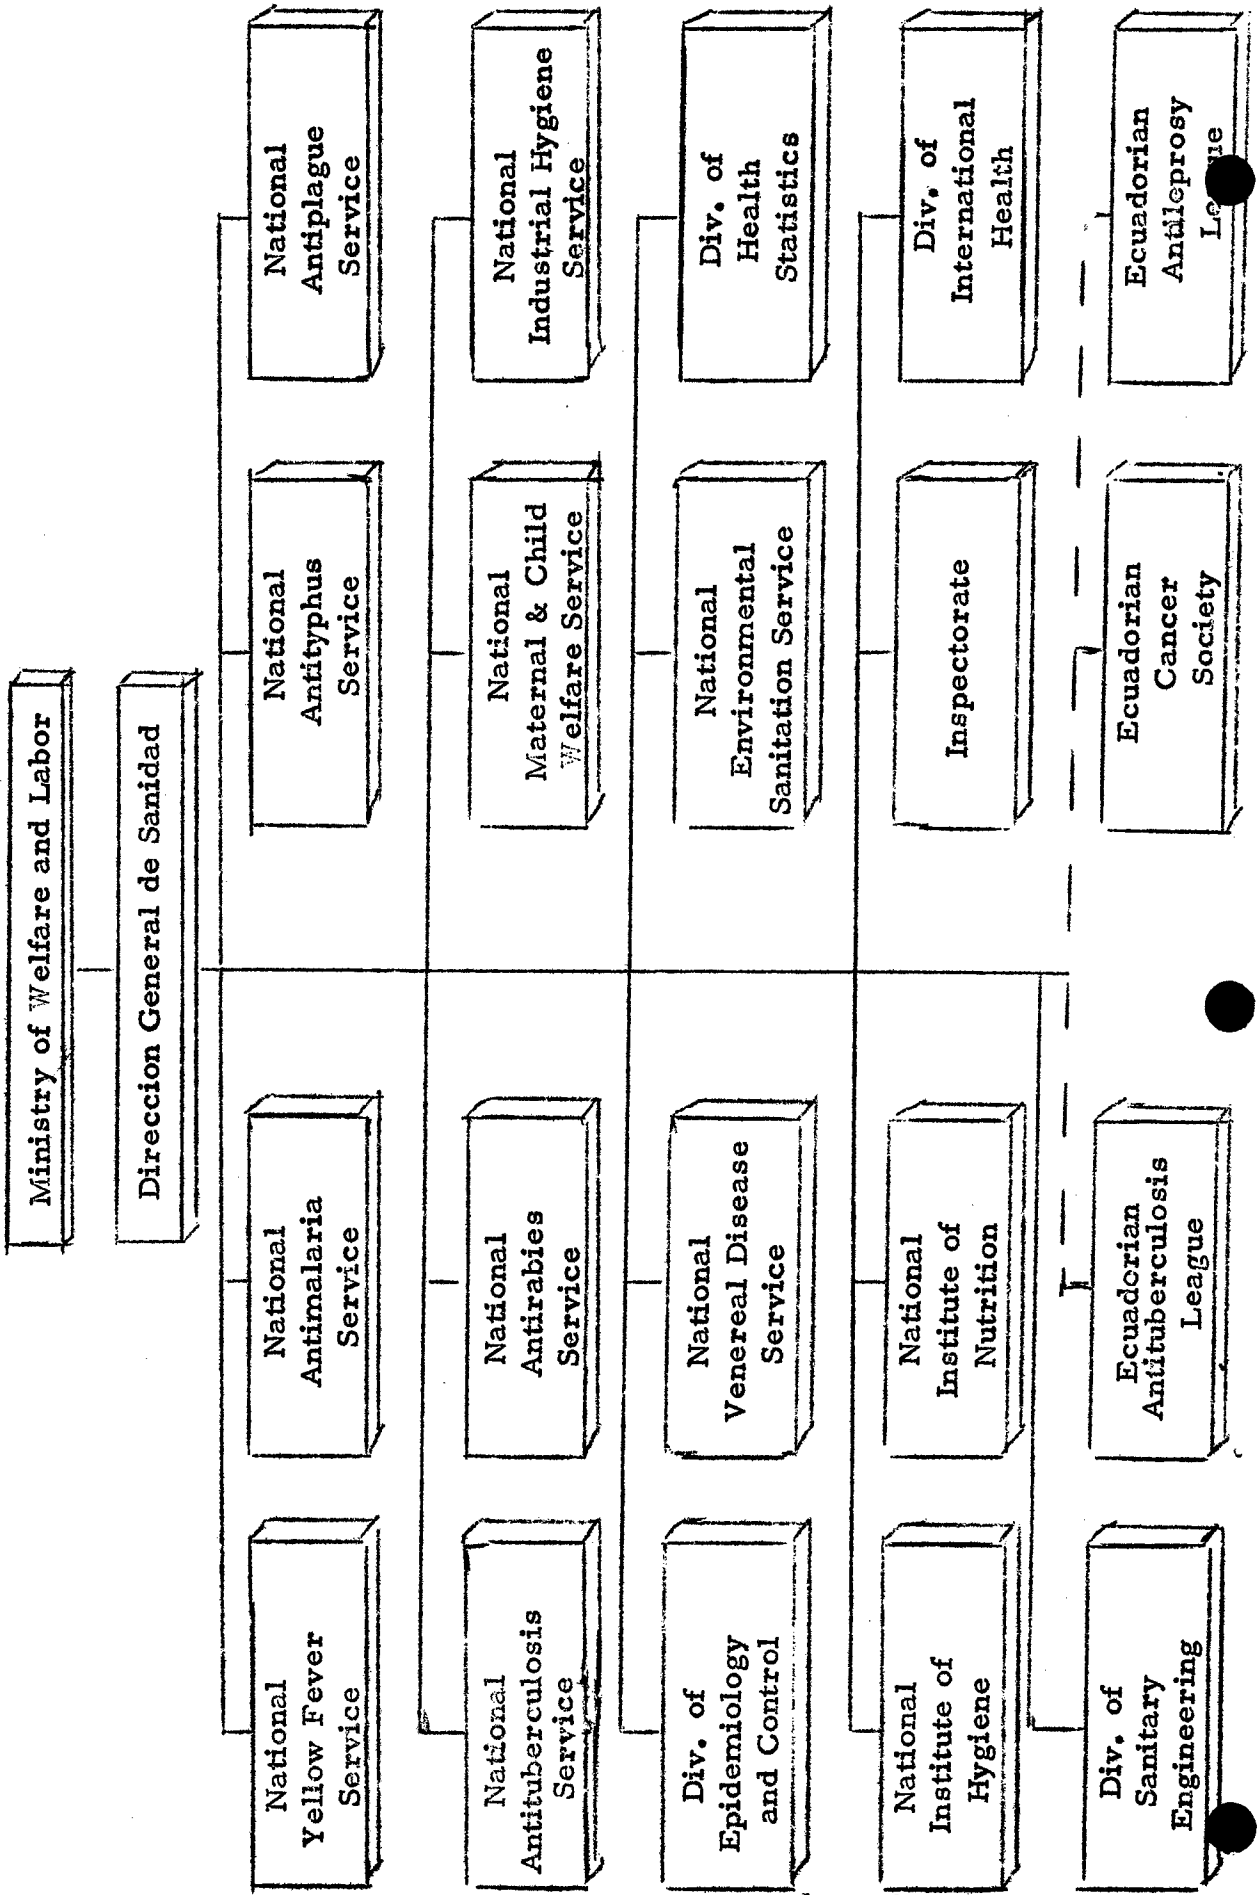 Ministry of Welfare and Labor
Direccion General de Sanidad
National
Yellow Fever
Service
National
Antimalaria
Service
National
Antityphus
Service
National
Antiplague
Service
National
Antituberculosis
Service
National
Antirabies
Service
National
Maternal & Child
Welfare Service
National
Industrial Hygiene
Service
Div. of
Epidemiology
and Control
National
Venereal Disease
Service
National
Environmental
Sanitation Service
Div. of
Health
Statistics
National
Institute of
Hygiene
National
Institute of
Nutrition
Inspectorate
Div. of
International
Health
Div. of
Sanitary
Engineering
Ecuadorian
Antituberculosis
League
Ecuadorian
Cancer
Society
Ecuadorian
Antileprosy
League